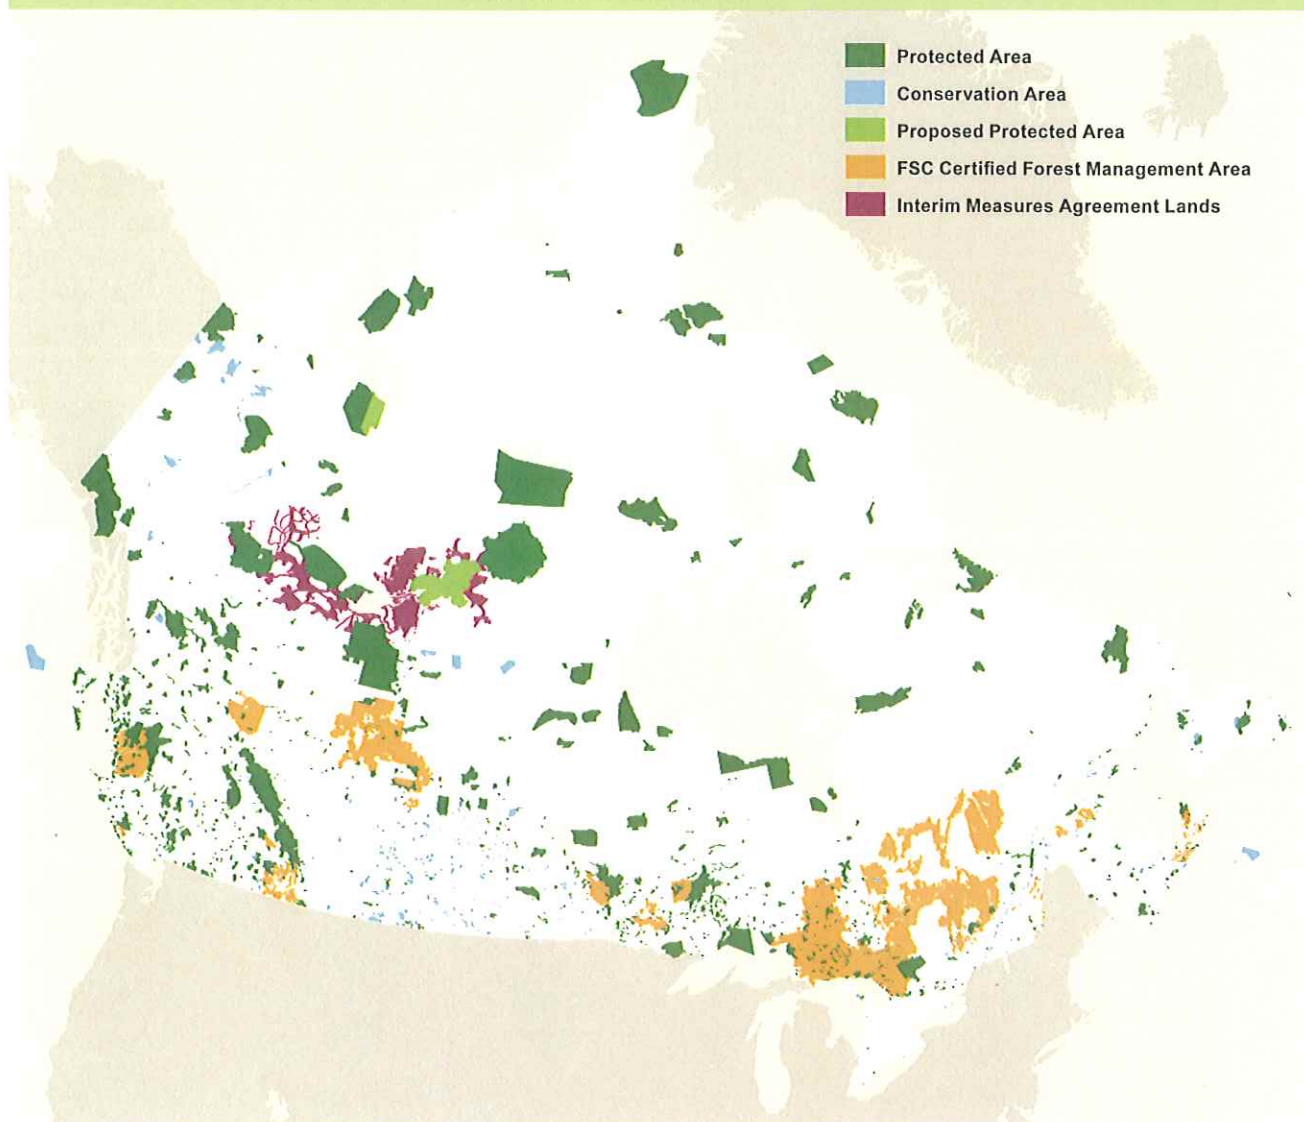 Protected Area
Conservation Area
Proposed Protected Area
FSC Certified Forest Management Area
Interim Measures Agreement Lands